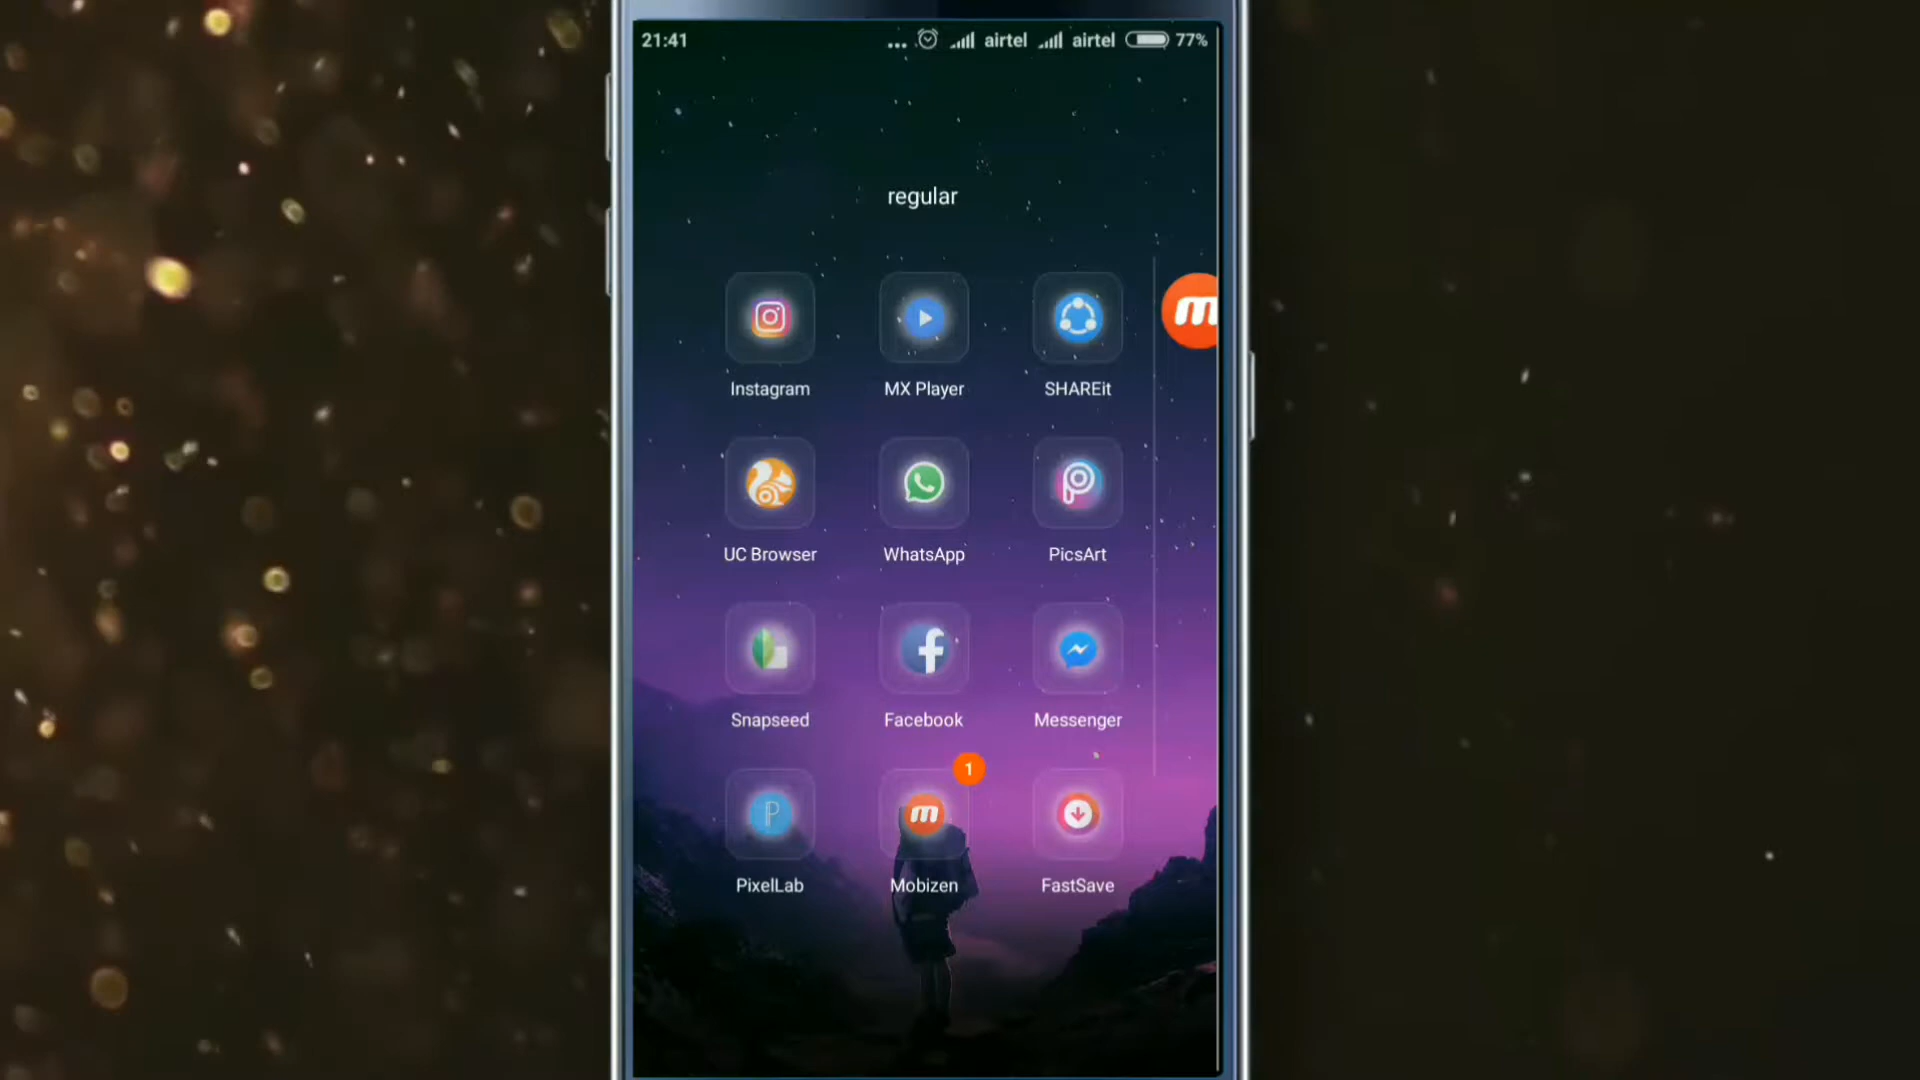 21:41 ... airtel airtel 77%
regular
Instagram MX Player SHAREit
UC Browser WhatsApp PicsArt
Snapseed Facebook Messenger
1
PixelLab Mobizen FastSave